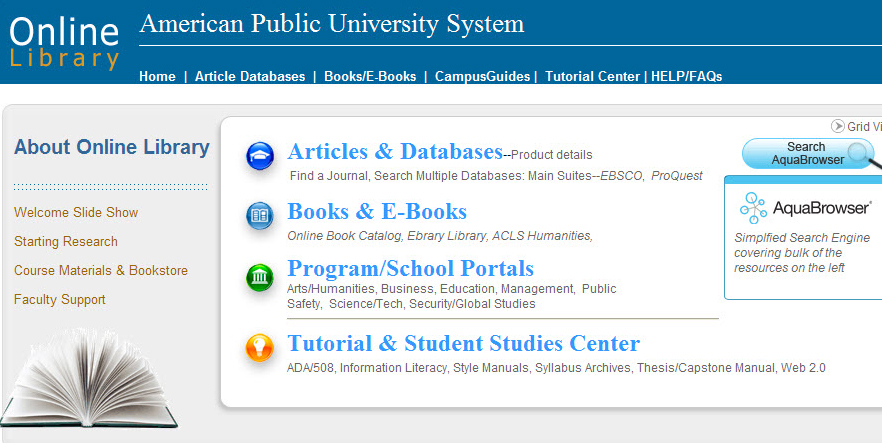 Online
Library
American Public University System
Home | Article Databases | Books/E-Books | CampusGuides | Tutorial Center | HELP/FAQs
About Online Library
Welcome Slide Show
Starting Research
Course Materials & Bookstore
Faculty Support
Articles & Databases--Product details
Find a Journal, Search Multiple Databases: Main Suites--EBSCO, ProQuest
Books & E-Books
Online Book Catalog, Ebrary Library, ACLS Humanities,
Program/School Portals
Arts/Humanities, Business, Education, Management, Public
Safety, Science/Tech, Security/Global Studies
Tutorial & Student Studies Center
ADA/508, Information Literacy, Style Manuals, Syllabus Archives, Thesis/Capstone Manual, Web 2.0
Grid Vi
Search
AquaBrowser
AquaBrowser
Simplfied Search Engine
covering bulk of the
resources on the left